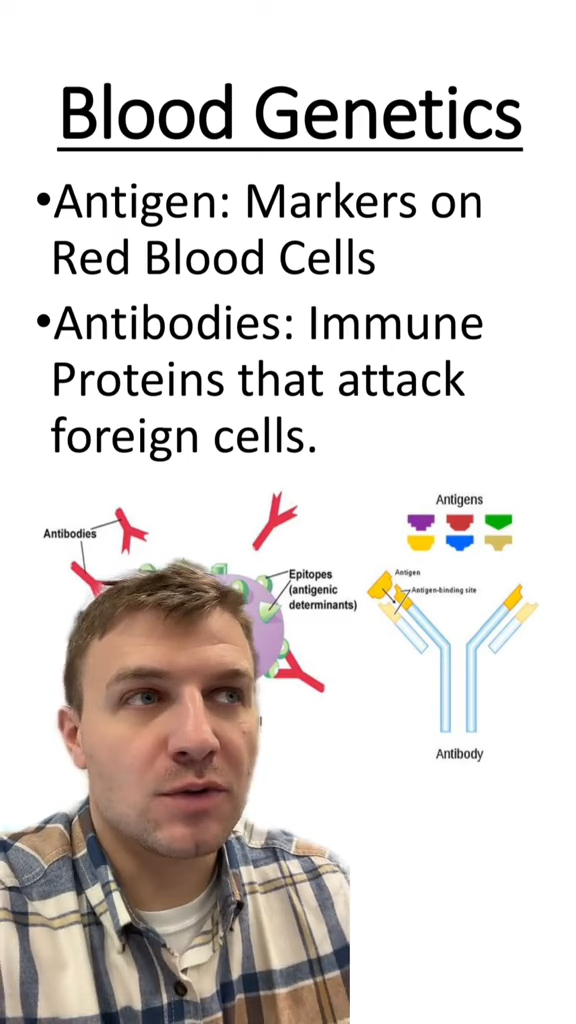 Blood Genetics
•Antigen: Markers on
Red Blood Cells
•Antibodies: Immune
Proteins that attack
foreign cells.
Antigens
Antibodies
Epitopes
(antigenic
determinants)
Antigen
Antigen-binding site
Antibody